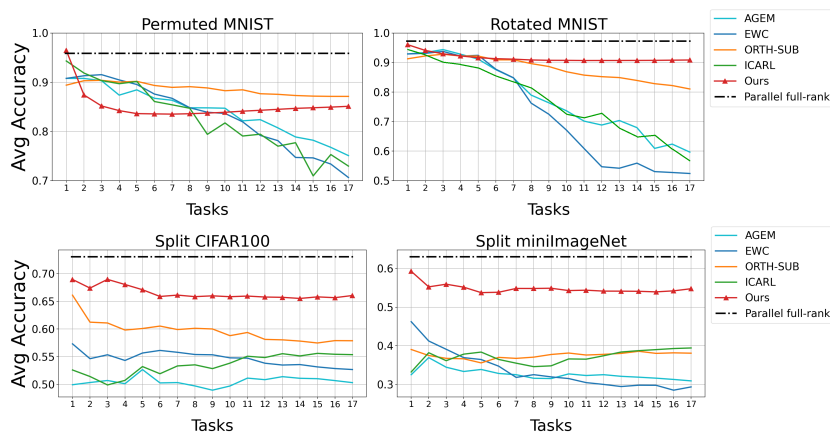 Permuted MNIST
Rotated MNIST
Avg Accuracy
1.0
0.9
0.8
0.7
1 2 3 4 5 6 7 8 9 10 11 12 13 14 15 16 17
Tasks
1.0
0.9
0.8
0.7
0.6
0.5
1 2 3 4 5 6 7 8 9 10 11 12 13 14 15 16 17
Tasks
AGEM
EWC
ORTH-SUB
ICARL
Ours
Parallel full-rank
Split CIFAR100
Split miniImageNet
Avg Accuracy
0.70
0.65
0.60
0.55
0.50
1 2 3 4 5 6 7 8 9 10 11 12 13 14 15 16 17
Tasks
0.6
0.5
0.4
0.3
1 2 3 4 5 6 7 8 9 10 11 12 13 14 15 16 17
Tasks
AGEM
EWC
ORTH-SUB
ICARL
Ours
Parallel full-rank